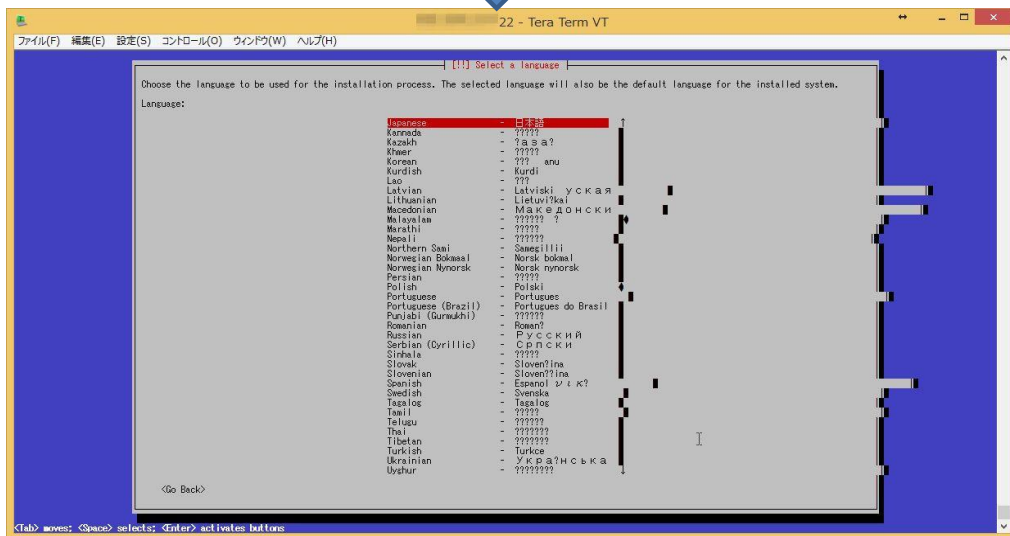 22 - Tera Term VT
ファイル(F) 編集(E) 設定(S) コントロール(O) ウィンドウ(W) ヘルプ(H)
[!!] Select a language
Choose the language to be used for the installation process. The selected language will also be the default language for the installed system.
Language:
Japanese - 日本語
Kannada - ?????
Kazakh - ?азa?
Khmer - ?????
Korean - ??? anu
Kurdish - Kurdi
Lao - ???
Latvian - Latviski уская
Lithuanian - Lietuvi?kai
Macedonian - Македонски
Malayalam - ?????? ?
Marathi - ?????
Nepali - ??????
Northern Sami - Samegillii
Norwegian Bokmaal - Norsk bokmal
Norwegian Nynorsk - Norsk nynorsk
Persian - ?????
Polish - Polski
Portuguese - Portugues
Portuguese (Brazil) - Portugues do Brasil
Punjabi (Gurmukhi) - ??????
Romanian - Roman?
Russian - Русский
Serbian (Cyrillic) - Српски
Sinhala - ?????
Slovak - Sloven?ina
Slovenian - Sloven??ina
Spanish - Espanol νικ?
Swedish - Svenska
Tagalog - Tagalog
Tamil - ?????
Telugu - ??????
Thai - ???????
Tibetan - ???????
Turkish - Turkce
Ukrainian - Укра?нська
Uyghur - ????????
<Go Back>
<Tab> moves; <Space> selects; <Enter> activates buttons